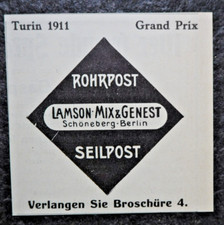 Turin 1911 Grand Prix
ROHRPOST
LAMSON-MIX&GENEST
Schöneberg-Berlin
SEILPOST
Verlangen Sie Broschüre 4.